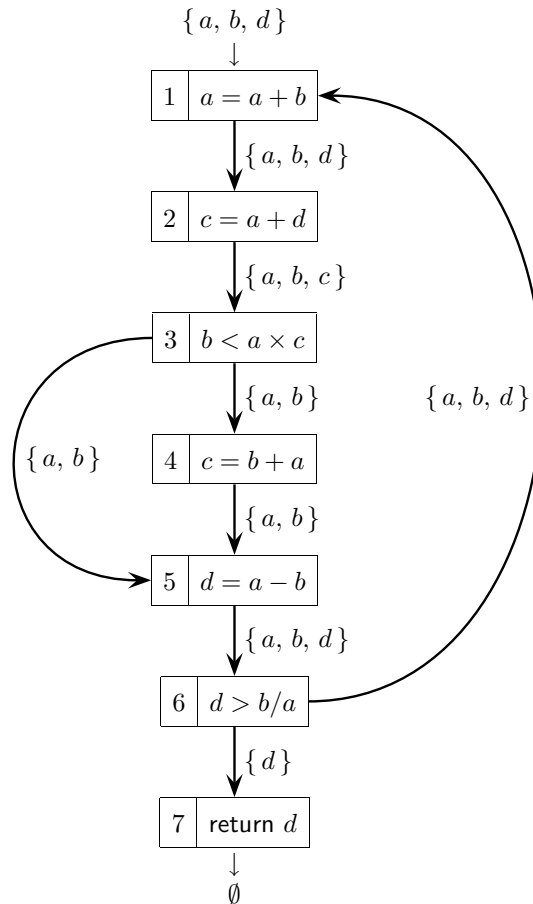 { a, b, d }
↓
1 a = a + b
{ a, b, d }
2 c = a + d
{ a, b, c }
3 b < a × c
{ a, b }
{ a, b, d }
4 c = b + a
{ a, b }
{ a, b }
5 d = a − b
{ a, b, d }
6 d > b/a
{ d }
7 return d
↓
∅